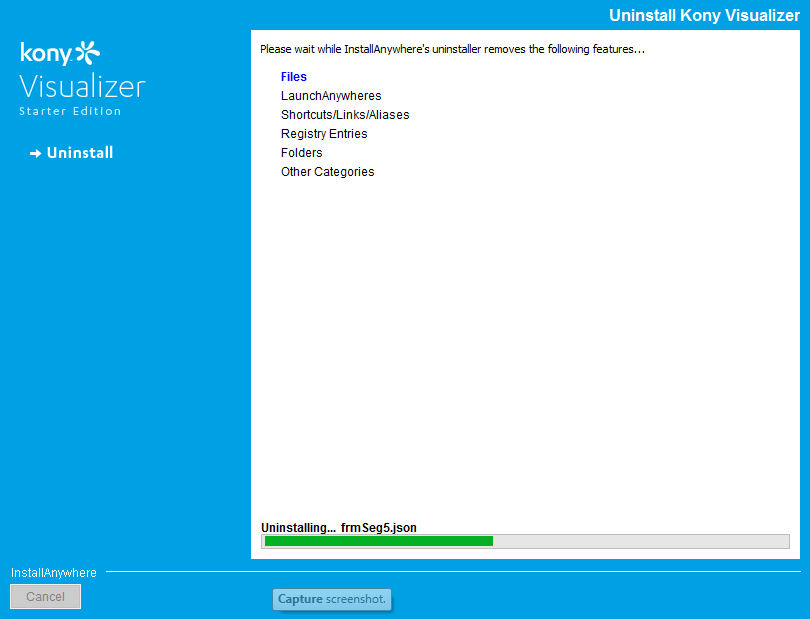 Uninstall Kony Visualizer
kony
Visualizer
Starter Edition
Uninstall
Please wait while InstallAnywhere's uninstaller removes the following features...
Files
LaunchAnywheres
Shortcuts/Links/Aliases
Registry Entries
Folders
Other Categories
Uninstalling... frmSeg5.json
InstallAnywhere
Cancel
Capture screenshot.